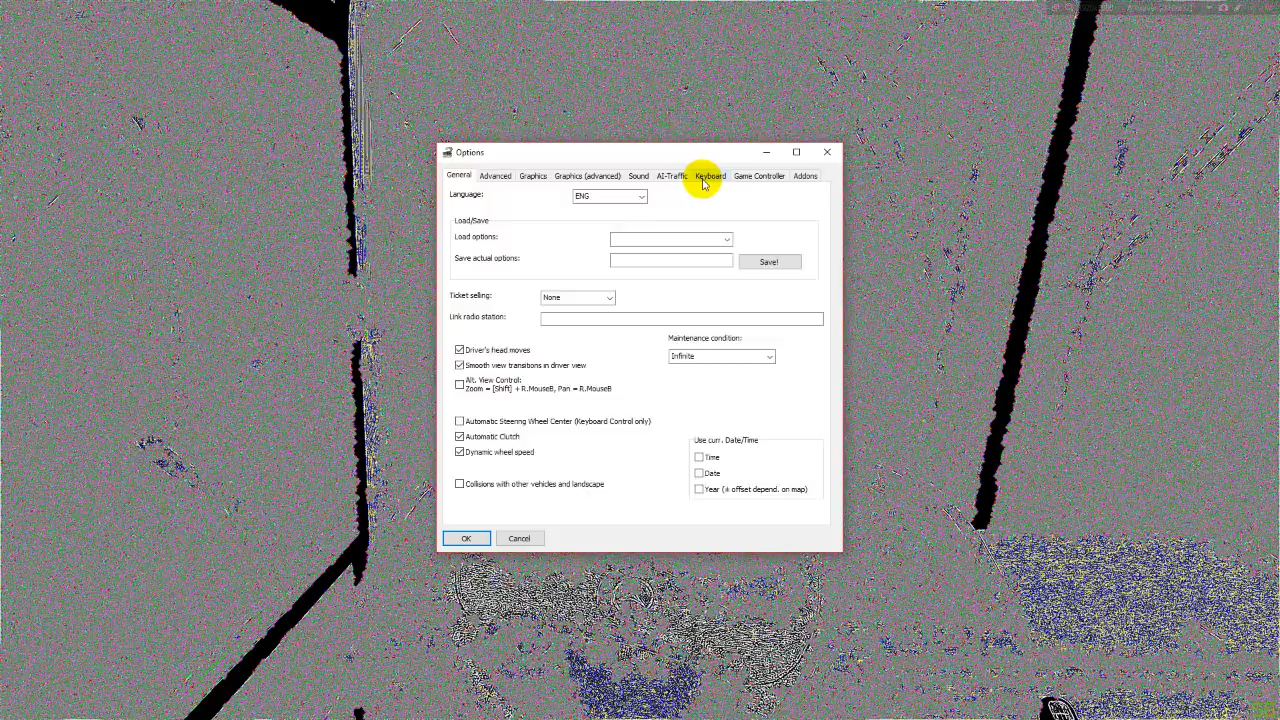 Options
General Advanced Graphics Graphics (advanced) Sound AI-Traffic Keyboard Game Controller Addons
Language: ENG
Load/Save
Load options:
Save actual options: Save!
Ticket selling: None
Link radio station:
Maintenance condition:
Infinite
Driver's head moves
Smooth view transitions in driver view
Alt. View Control:
Zoom = [Shift] + R.MouseB, Pan = R.MouseB
Automatic Steering Wheel Center (Keyboard Control only)
Automatic Clutch
Dynamic wheel speed
Collisions with other vehicles and landscape
Use curr. Date/Time
Time
Date
Year (± offset depend. on map)
OK Cancel